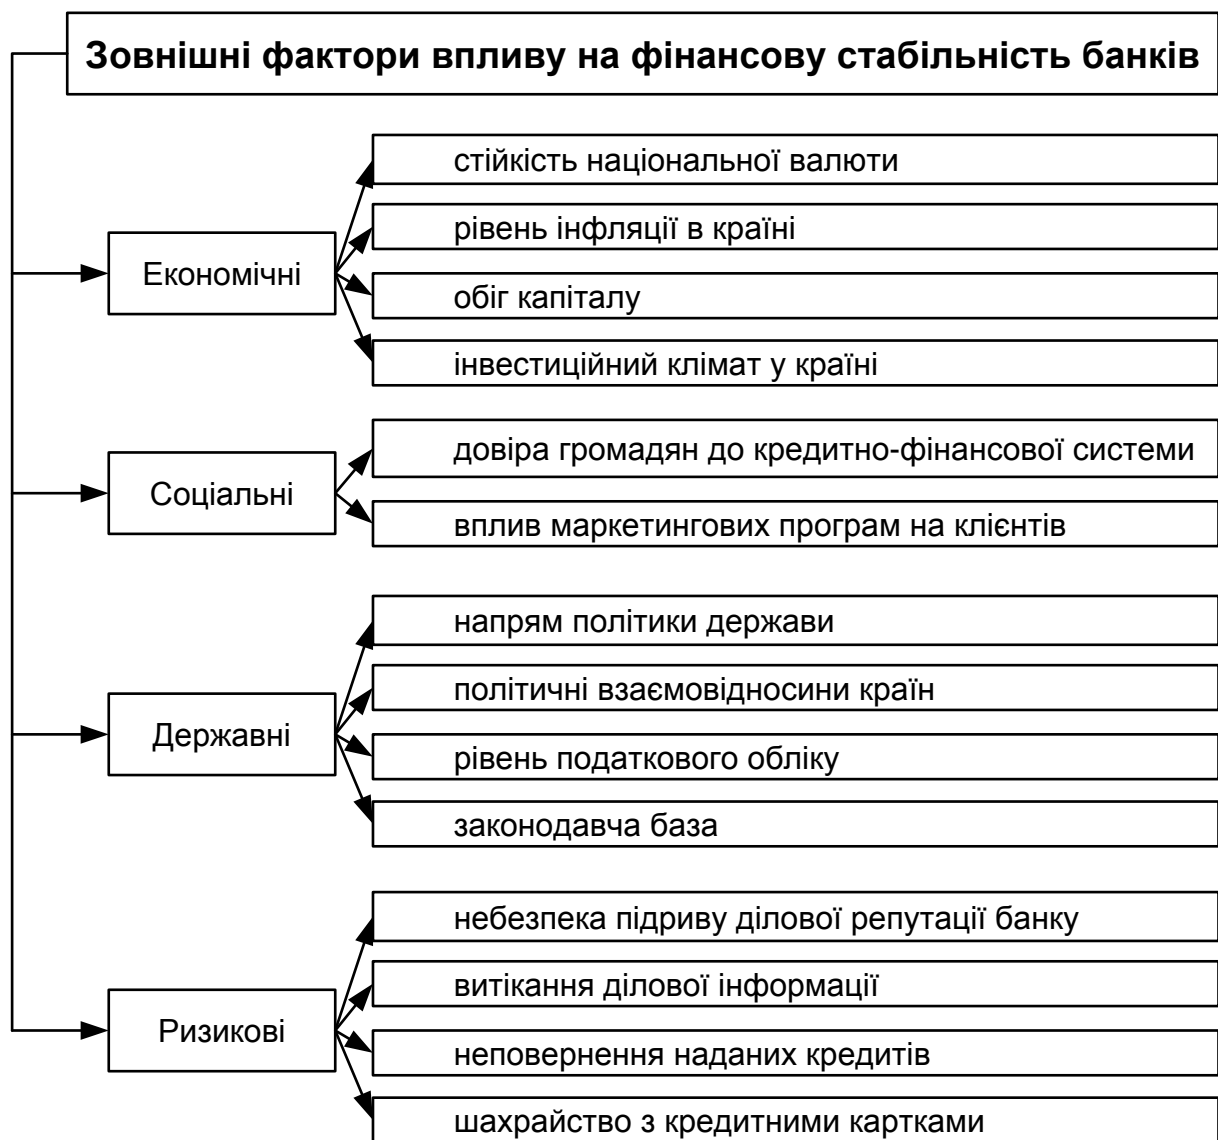 Зовнішні фактори впливу на фінансову стабільність банків
Економічні
стійкість національної валюти
рівень інфляції в країні
обіг капіталу
інвестиційний клімат у країні
Соціальні
довіра громадян до кредитно-фінансової системи
вплив маркетингових програм на клієнтів
Державні
напрям політики держави
політичні взаємовідносини країн
рівень податкового обліку
законодавча база
Ризикові
небезпека підриву ділової репутації банку
витікання ділової інформації
неповернення наданих кредитів
шахрайство з кредитними картками